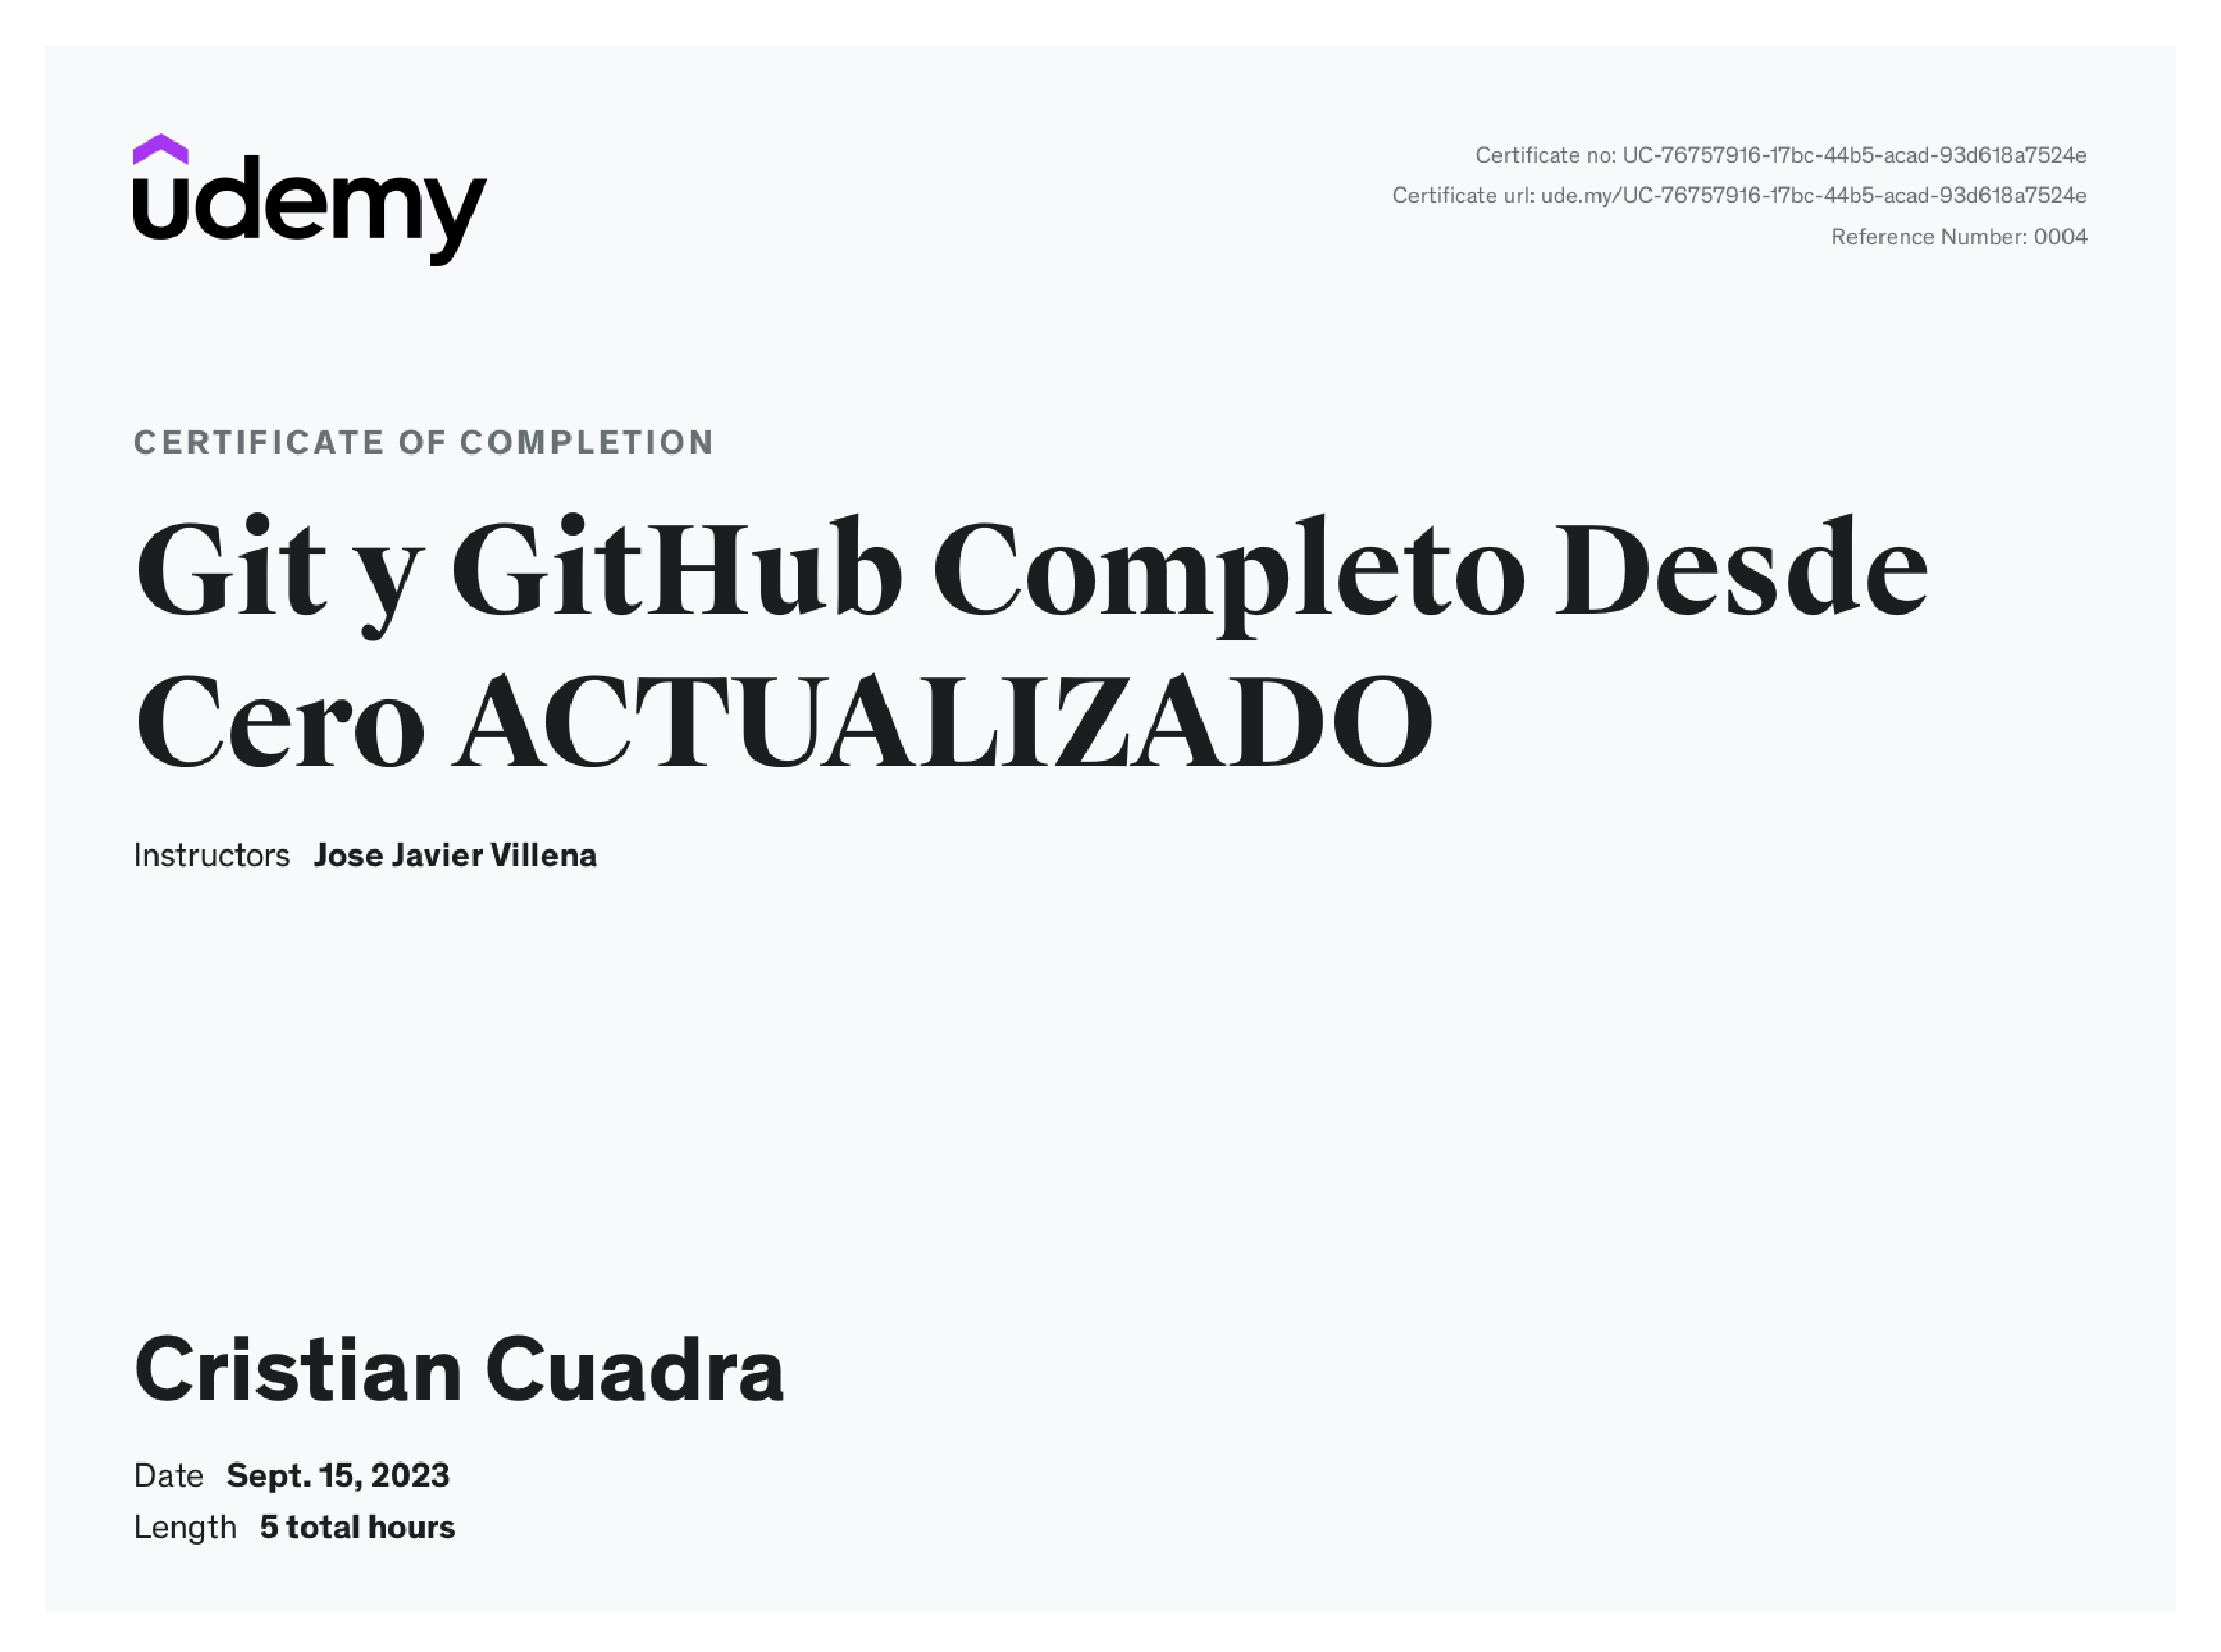 udemy
Certificate no: UC-76757916-17bc-44b5-acad-93d618a7524e
Certificate url: ude.my/UC-76757916-17bc-44b5-acad-93d618a7524e
Reference Number: 0004
CERTIFICATE OF COMPLETION
Git y GitHub Completo Desde
Cero ACTUALIZADO
Instructors Jose Javier Villena
Cristian Cuadra
Date Sept. 15, 2023
Length 5 total hours